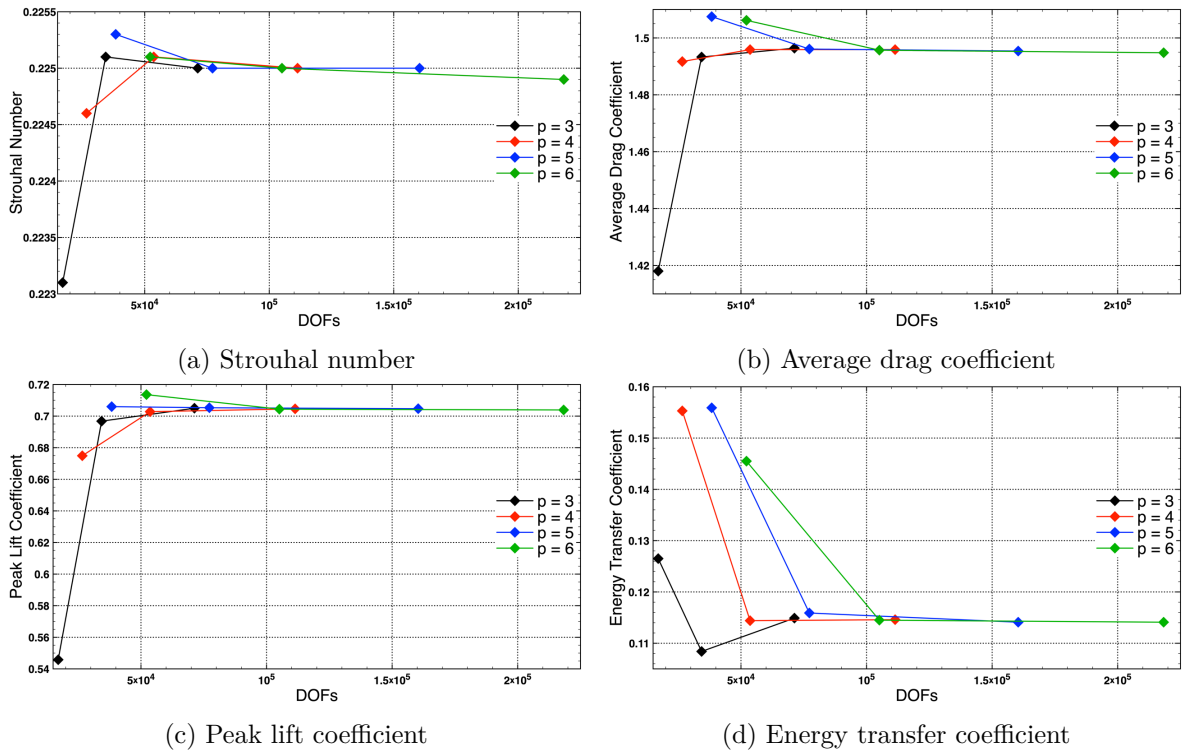 0.2255
0.225
0.2245
0.224
0.2235
0.223
Strouhal Number
5×10⁴
10⁵
1.5×10⁵
2×10⁵
DOFs
p = 3
p = 4
p = 5
p = 6
(a) Strouhal number
1.5
1.48
1.46
1.44
1.42
Average Drag Coefficient
5×10⁴
10⁵
1.5×10⁵
2×10⁵
DOFs
p = 3
p = 4
p = 5
p = 6
(b) Average drag coefficient
0.72
0.7
0.68
0.66
0.64
0.62
0.6
0.58
0.56
0.54
Peak Lift Coefficient
5×10⁴
10⁵
1.5×10⁵
2×10⁵
DOFs
p = 3
p = 4
p = 5
p = 6
(c) Peak lift coefficient
0.16
0.15
0.14
0.13
0.12
0.11
Energy Transfer Coefficient
5×10⁴
10⁵
1.5×10⁵
2×10⁵
DOFs
p = 3
p = 4
p = 5
p = 6
(d) Energy transfer coefficient